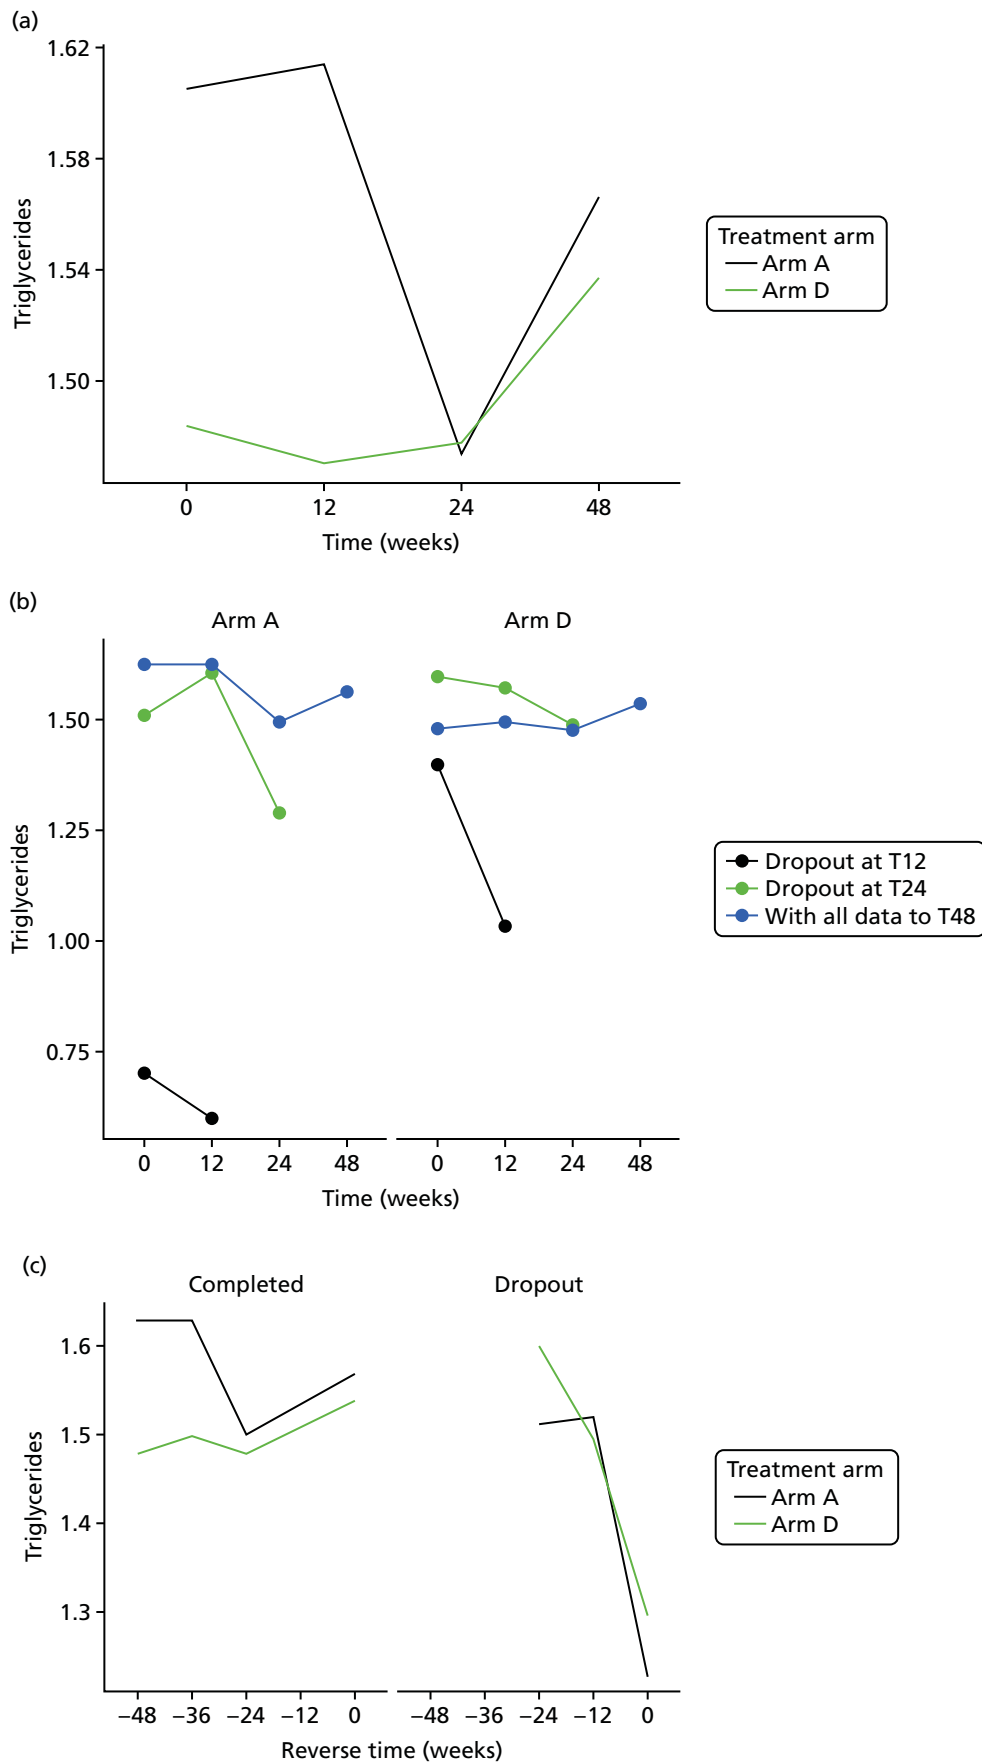 (a)
1.62
1.58
1.54
1.50
Triglycerides
0 12 24 48
Time (weeks)
Treatment arm
Arm A
Arm D
(b)
Arm A Arm D
1.50
1.25
1.00
0.75
Triglycerides
0 12 24 48 0 12 24 48
Time (weeks)
Dropout at T12
Dropout at T24
With all data to T48
(c)
Completed Dropout
1.6
1.5
1.4
1.3
Triglycerides
−48 −36 −24 −12 0 −48 −36 −24 −12 0
Reverse time (weeks)
Treatment arm
Arm A
Arm D